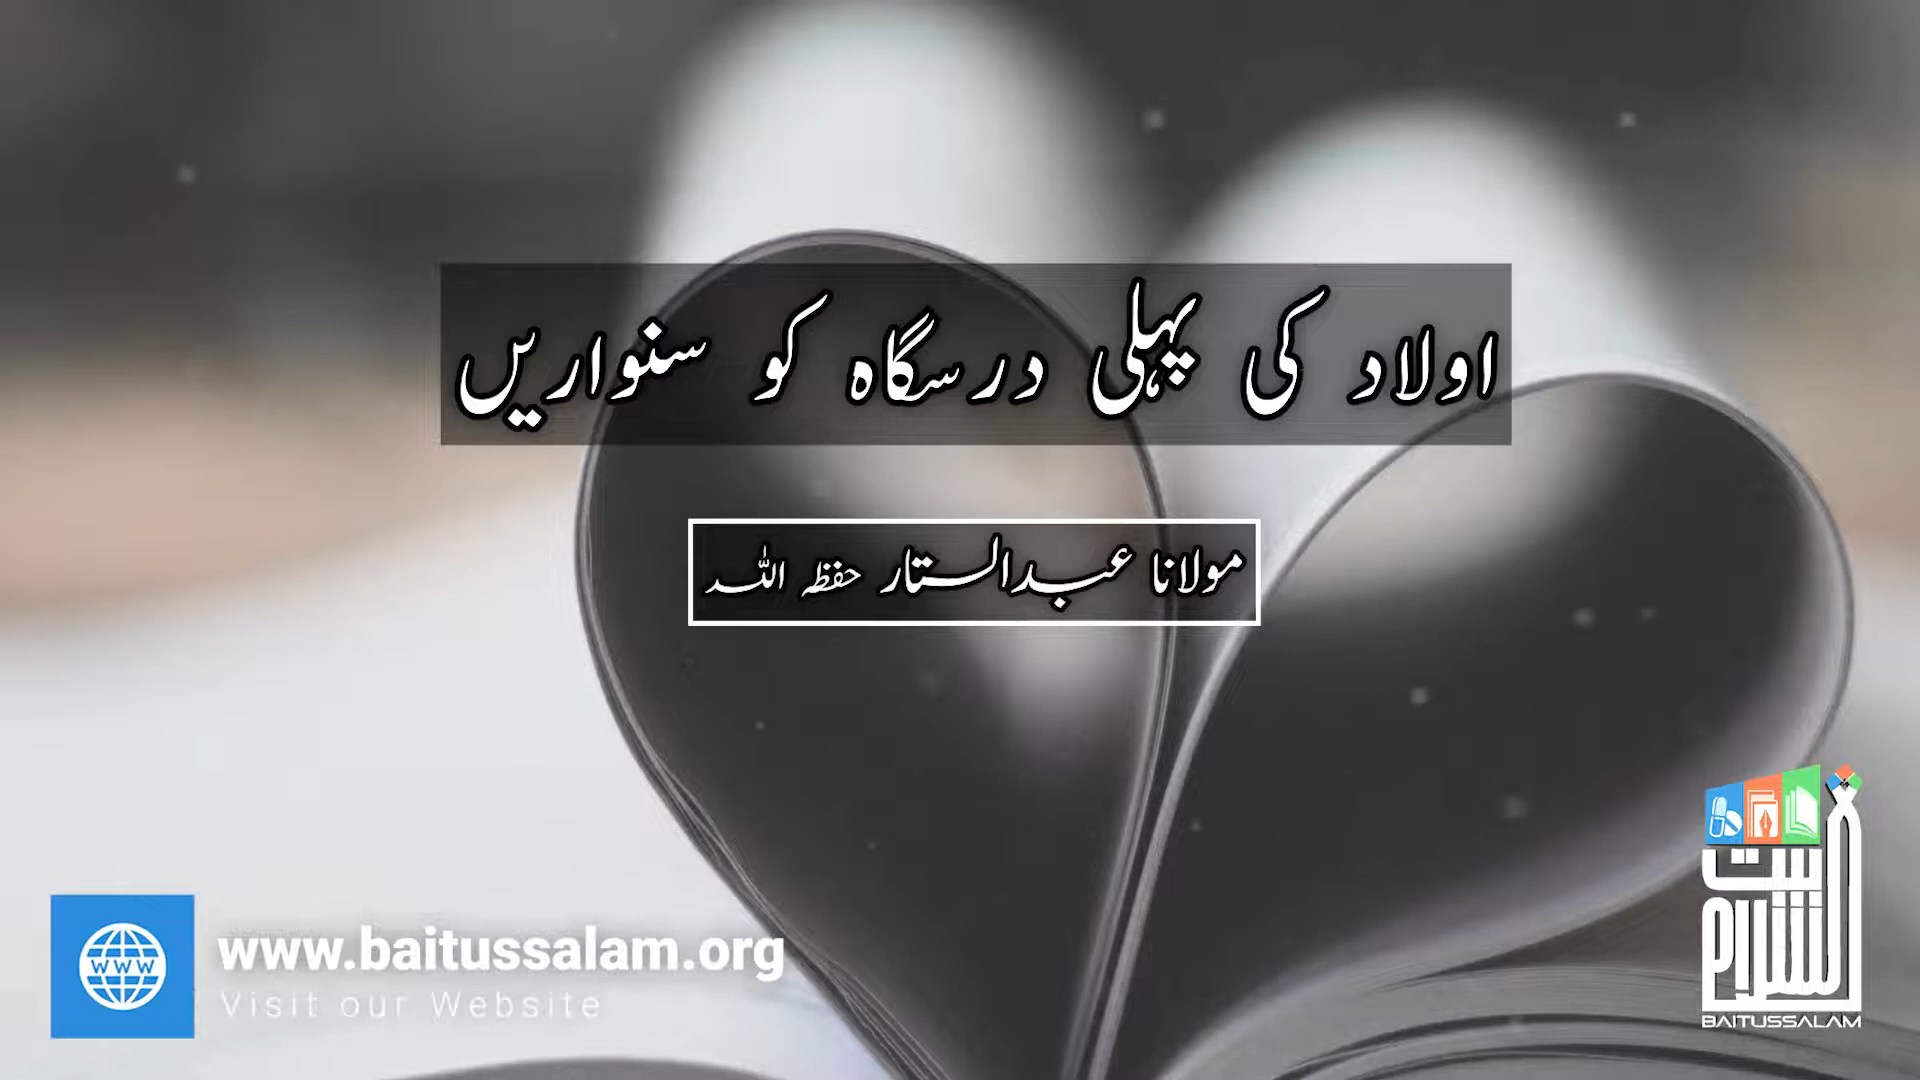 اولاد کی پہلی درسگاہ کو سنواریں
مولانا عبدالستار حفظہ اللہ
www
www.baitussalam.org
Visit our Website
بیت السلام
BAITUSSALAM